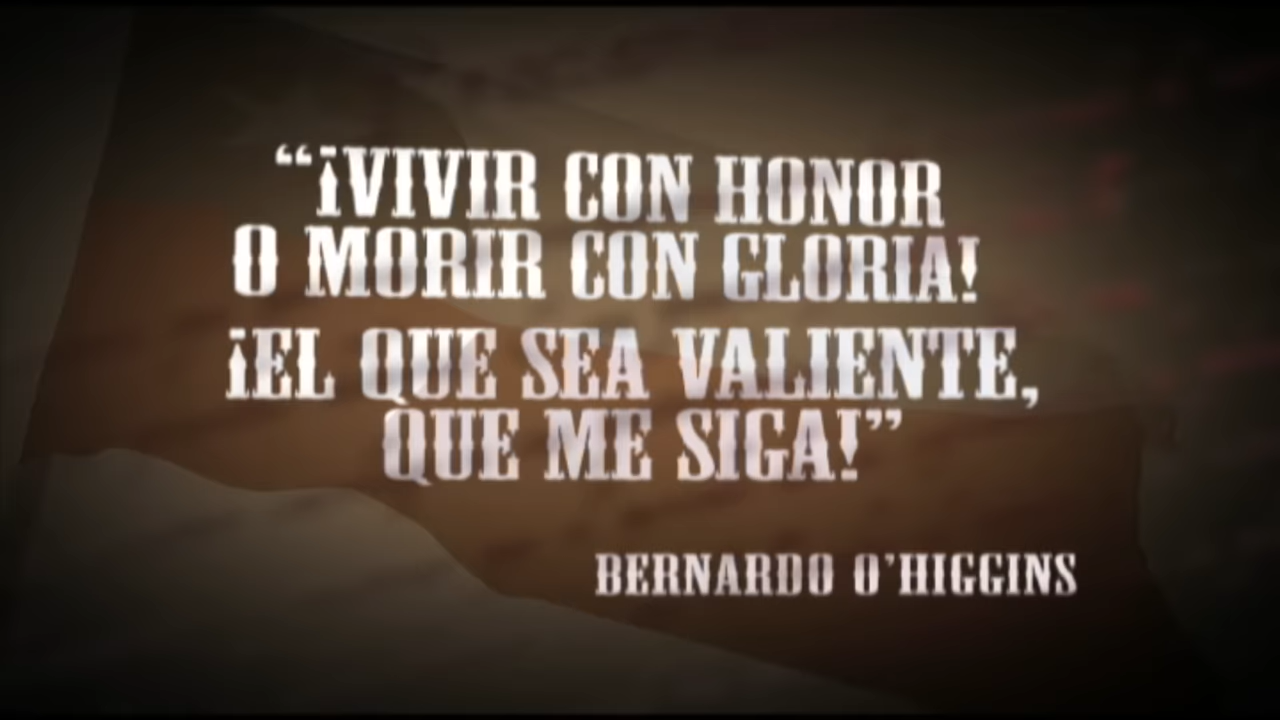 “¡VIVIR CON HONOR
O MORIR CON GLORIA!
¡EL QUE SEA VALIENTE,
QUE ME SIGA!”
BERNARDO O’HIGGINS